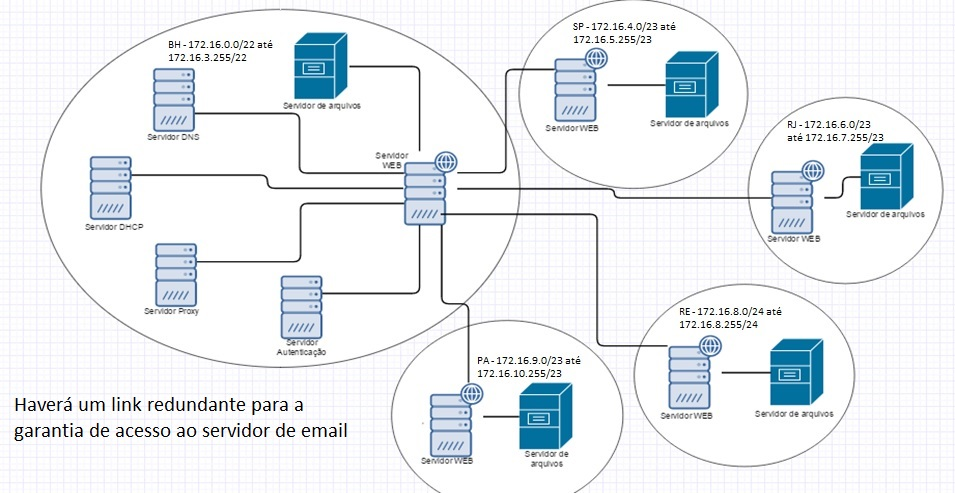 BH - 172.16.0.0/22 até
172.16.3.255/22
Servidor de arquivos
Servidor DNS
Servidor
WEB
Servidor DHCP
Servidor Proxy
Servidor
Autenticação
SP - 172.16.4.0/23 até
172.16.5.255/23
Servidor WEB
Servidor de arquivos
RJ - 172.16.6.0/23
até 172.16.7.255/23
Servidor WEB
Servidor de arquivos
RE - 172.16.8.0/24 até
172.16.8.255/24
Servidor WEB
Servidor de arquivos
PA - 172.16.9.0/23 até
172.16.10.255/23
Servidor WEB
Servidor de
arquivos
Haverá um link redundante para a
garantia de acesso ao servidor de email